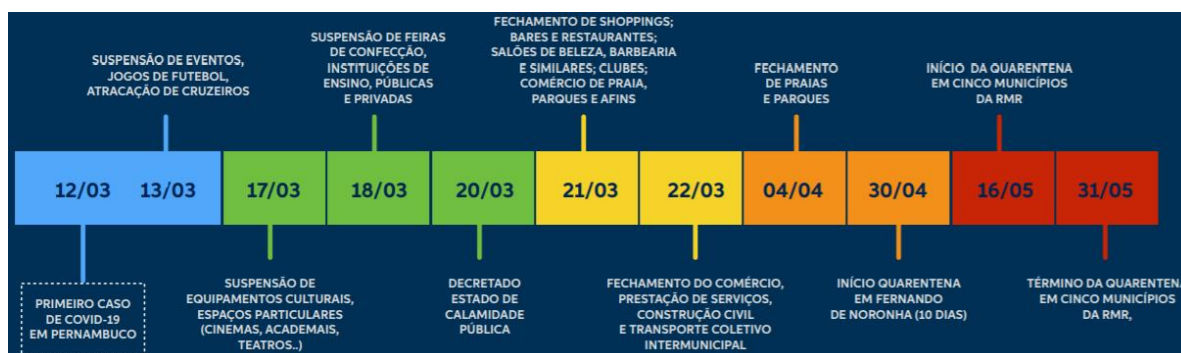 SUSPENSÃO DE EVENTOS,
JOGOS DE FUTEBOL,
ATRACAÇÃO DE CRUZEIROS
SUSPENSÃO DE FEIRAS
DE CONFECÇÃO,
INSTITUIÇÕES DE
ENSINO, PÚBLICAS
E PRIVADAS
FECHAMENTO DE SHOPPINGS;
BARES E RESTAURANTES;
SALÕES DE BELEZA, BARBEARIA
E SIMILARES; CLUBES;
COMÉRCIO DE PRAIA,
PARQUES E AFINS
FECHAMENTO
DE PRAIAS
E PARQUES
INÍCIO DA QUARENTENA
EM CINCO MUNICÍPIOS
DA RMR
12/03 13/03 17/03 18/03 20/03 21/03 22/03 04/04 30/04 16/05 31/05
PRIMEIRO CASO
DE COVID-19
EM PERNAMBUCO
SUSPENSÃO DE
EQUIPAMENTOS CULTURAIS,
ESPAÇOS PARTICULARES
(CINEMAS, ACADEMAIS,
TEATROS..)
DECRETADO
ESTADO DE
CALAMIDADE
PÚBLICA
FECHAMENTO DO COMÉRCIO,
PRESTAÇÃO DE SERVIÇOS,
CONSTRUÇÃO CIVIL
E TRANSPORTE COLETIVO
INTERMUNICIPAL
INÍCIO QUARENTENA
EM FERNANDO
DE NORONHA (10 DIAS)
TÉRMINO DA QUARENTENA
EM CINCO MUNICÍPIOS
DA RMR,